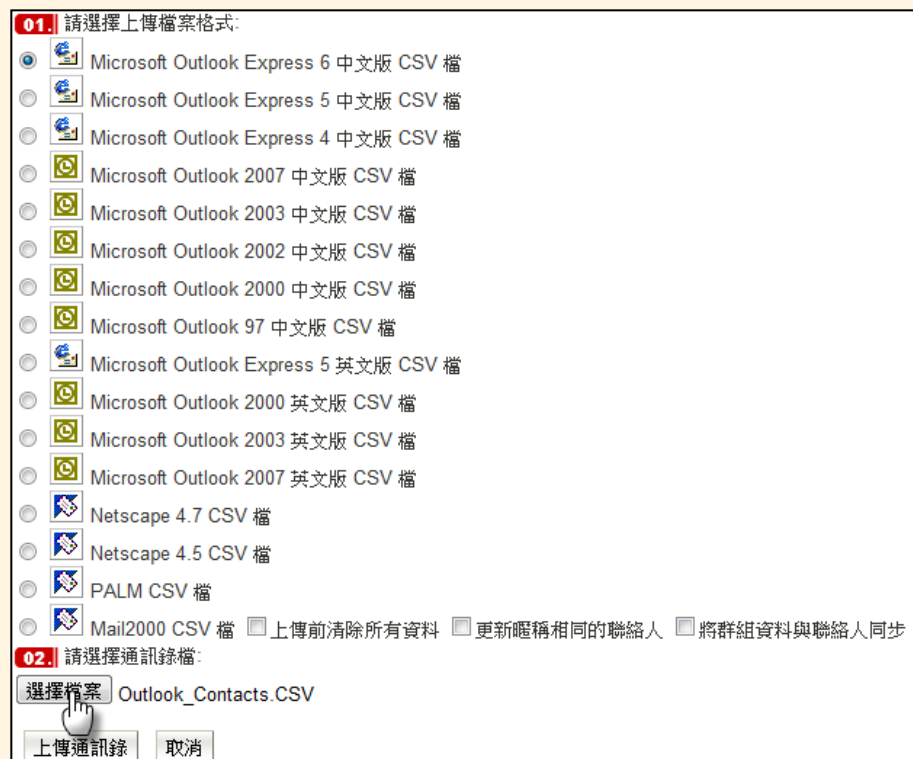 01. 請選擇上傳檔案格式:
Microsoft Outlook Express 6 中文版 CSV 檔
Microsoft Outlook Express 5 中文版 CSV 檔
Microsoft Outlook Express 4 中文版 CSV 檔
Microsoft Outlook 2007 中文版 CSV 檔
Microsoft Outlook 2003 中文版 CSV 檔
Microsoft Outlook 2002 中文版 CSV 檔
Microsoft Outlook 2000 中文版 CSV 檔
Microsoft Outlook 97 中文版 CSV 檔
Microsoft Outlook Express 5 英文版 CSV 檔
Microsoft Outlook 2000 英文版 CSV 檔
Microsoft Outlook 2003 英文版 CSV 檔
Microsoft Outlook 2007 英文版 CSV 檔
Netscape 4.7 CSV 檔
Netscape 4.5 CSV 檔
PALM CSV 檔
Mail2000 CSV 檔 上傳前清除所有資料 更新暱稱相同的聯絡人 將群組資料與聯絡人同步
02. 請選擇通訊錄檔:
選擇檔案 Outlook_Contacts.CSV
上傳通訊錄 取消